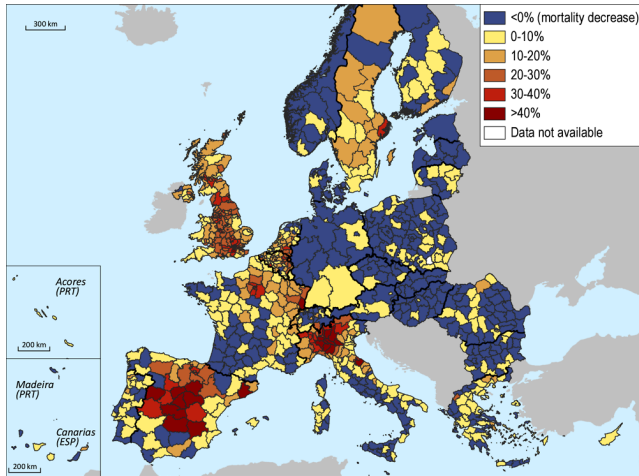 300 km
<0% (mortality decrease)
0-10%
10-20%
20-30%
30-40%
>40%
Data not available
Acores
(PRT)
200 km
Madeira
(PRT)
Canarias
(ESP)
200 km